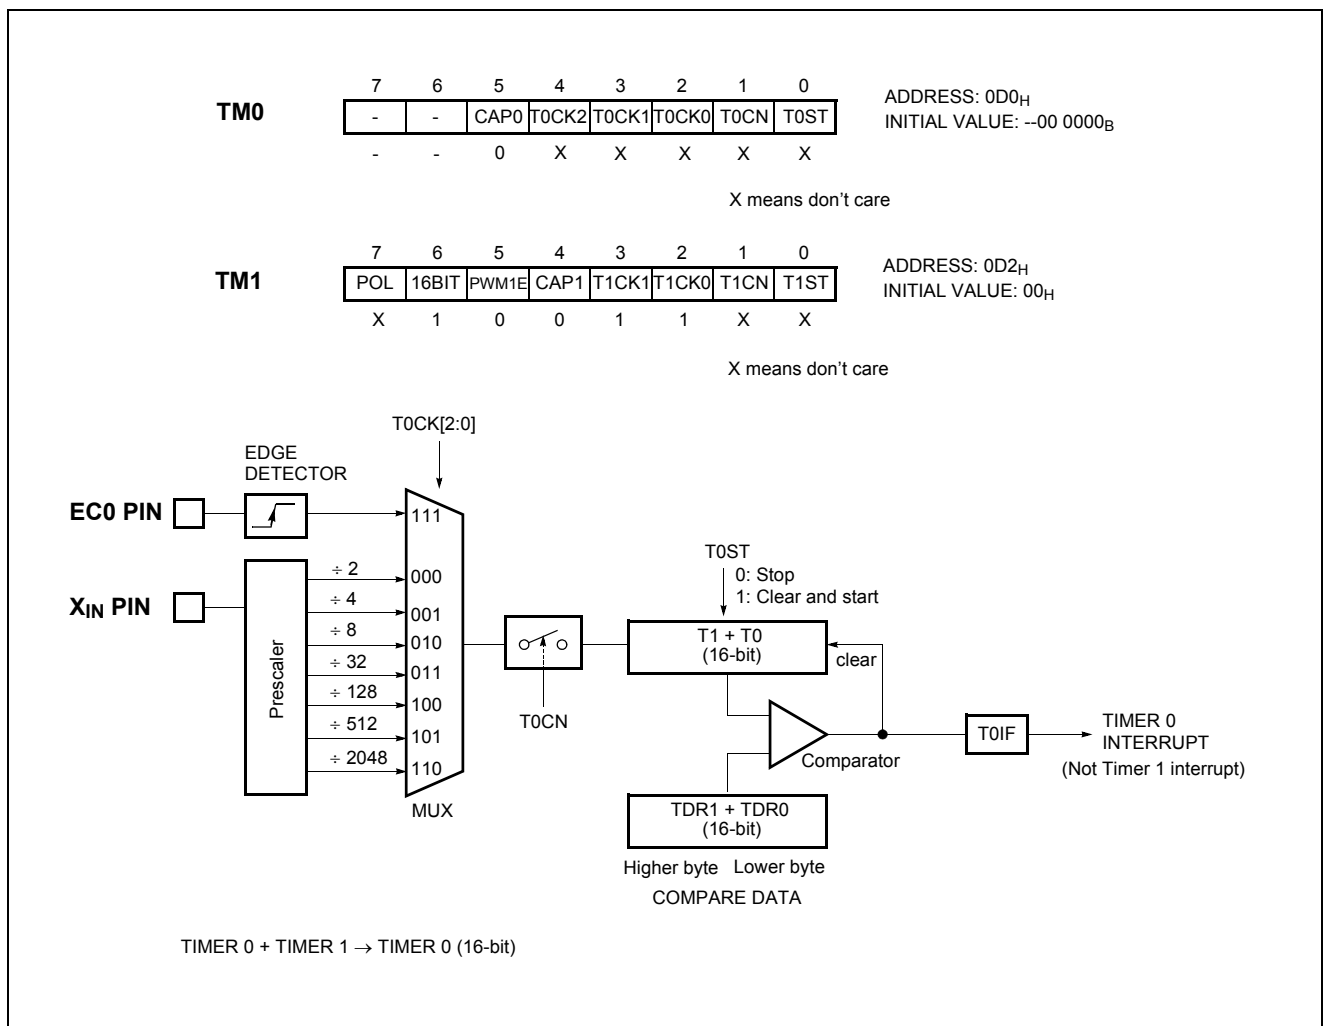 7 6 5 4 3 2 1 0
TM0
- - CAP0 T0CK2 T0CK1 T0CK0 T0CN T0ST
ADDRESS: 0D0H
INITIAL VALUE: --00 0000B
- - 0 X X X X X
X means don't care
7 6 5 4 3 2 1 0
TM1
POL 16BIT PWM1E CAP1 T1CK1 T1CK0 T1CN T1ST
ADDRESS: 0D2H
INITIAL VALUE: 00H
X 1 0 0 1 1 X X
X means don't care
T0CK[2:0]
EDGE
DETECTOR
EC0 PIN
111
XIN PIN
Prescaler
÷ 2
000
÷ 4
001
÷ 8
010
÷ 32
011
÷ 128
100
÷ 512
101
÷ 2048
110
MUX
T0CN
T0ST
0: Stop
1: Clear and start
T1 + T0
(16-bit)
clear
Comparator
T0IF
TIMER 0
INTERRUPT
(Not Timer 1 interrupt)
TDR1 + TDR0
(16-bit)
Higher byte Lower byte
COMPARE DATA
TIMER 0 + TIMER 1 → TIMER 0 (16-bit)